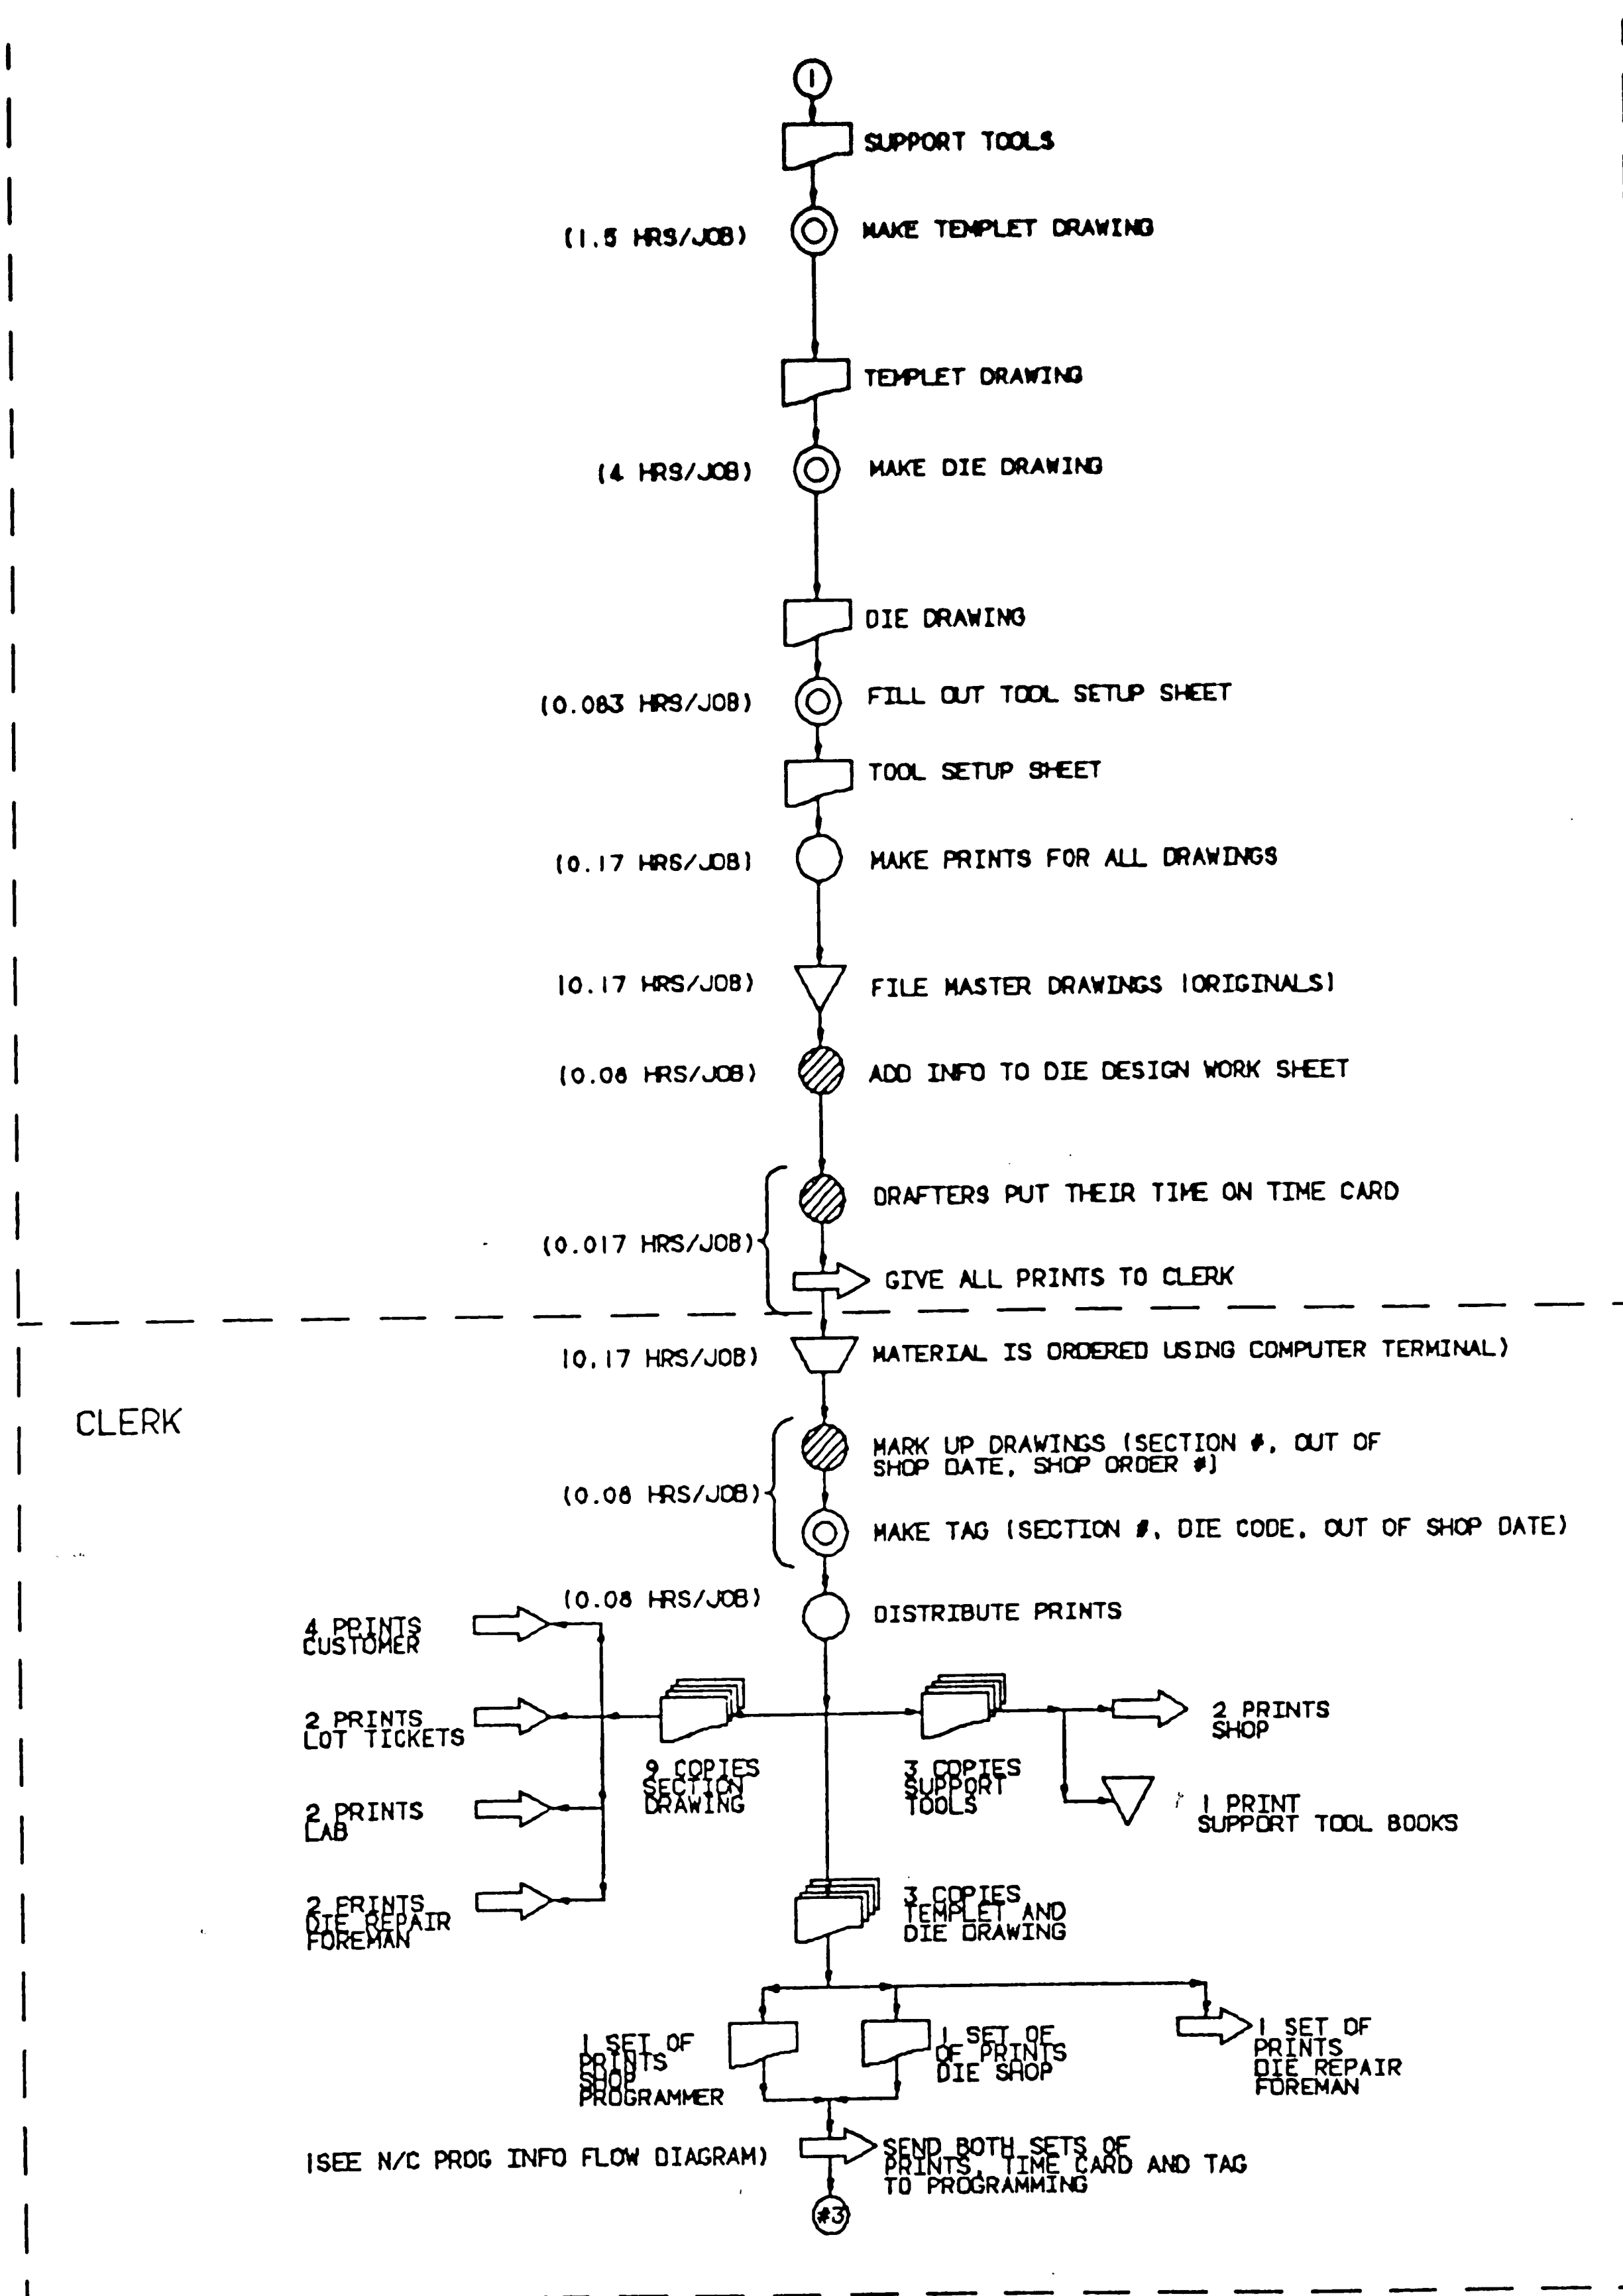 1
SUPPORT TOOLS
(1.5 HRS/JOB)
MAKE TEMPLET DRAWING
TEMPLET DRAWING
(4 HRS/JOB)
MAKE DIE DRAWING
DIE DRAWING
(0.083 HRS/JOB)
FILL OUT TOOL SETUP SHEET
TOOL SETUP SHEET
(0.17 HRS/JOB)
MAKE PRINTS FOR ALL DRAWINGS
(0.17 HRS/JOB)
FILE MASTER DRAWINGS (ORIGINALS)
(0.08 HRS/JOB)
ADD INFO TO DIE DESIGN WORK SHEET
DRAFTERS PUT THEIR TIME ON TIME CARD
(0.017 HRS/JOB)
GIVE ALL PRINTS TO CLERK
(0.17 HRS/JOB)
MATERIAL IS ORDERED USING COMPUTER TERMINAL)
CLERK
MARK UP DRAWINGS (SECTION #, OUT OF
SHOP DATE, SHOP ORDER #)
(0.08 HRS/JOB)
MAKE TAG (SECTION #, DIE CODE, OUT OF SHOP DATE)
(0.08 HRS/JOB)
DISTRIBUTE PRINTS
4 PRINTS
CUSTOMER
2 PRINTS
LOT TICKETS
2 PRINTS
SHOP
9 COPIES
SECTION
DRAWING
3 COPIES
SUPPORT
TOOLS
2 PRINTS
LAB
1 PRINT
SUPPORT TOOL BOOKS
2 PRINTS
DIE REPAIR
FOREMAN
3 COPIES
TEMPLET AND
DIE DRAWING
1 SET OF
PRINTS
SHOP
PROGRAMMER
1 SET OF
OF PRINTS
DIE SHOP
1 SET OF
PRINTS
DIE REPAIR
FOREMAN
(SEE N/C PROG INFO FLOW DIAGRAM)
SEND BOTH SETS OF
PRINTS, TIME CARD AND TAG
TO PROGRAMMING
#3